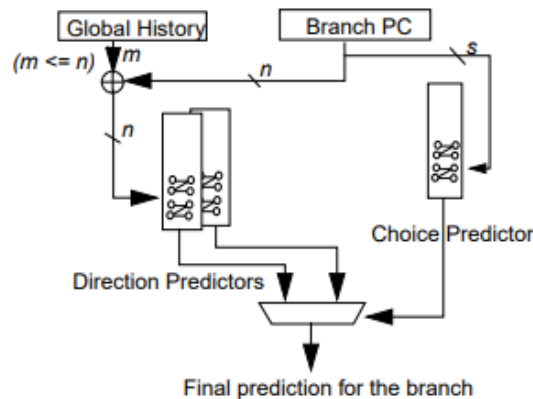 Global History
Branch PC
(m <= n)
m
s
n
n
Choice Predictor
Direction Predictors
Final prediction for the branch